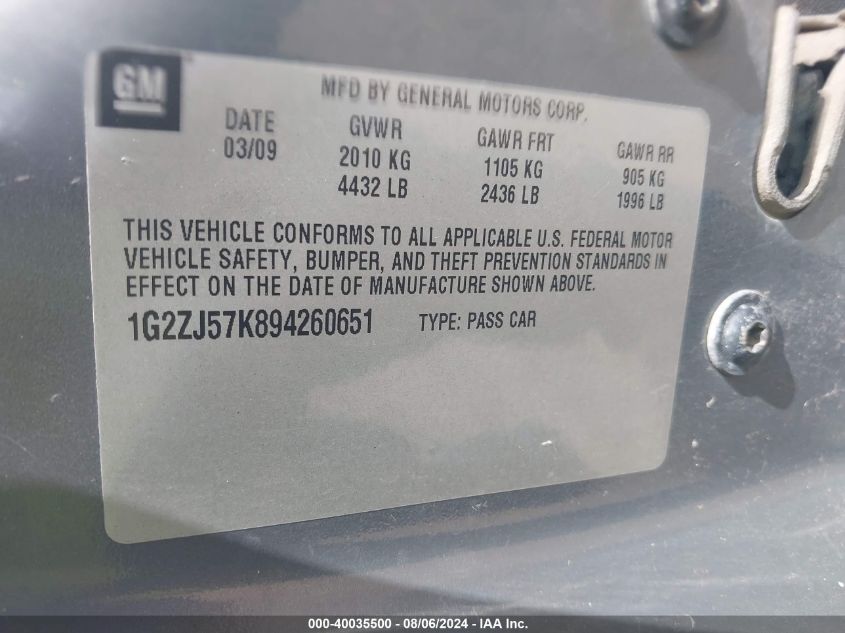 GM
MFD BY GENERAL MOTORS CORP.
DATE GVWR GAWR FRT GAWR RR
03/09 2010 KG 1105 KG 905 KG
4432 LB 2436 LB 1996 LB
THIS VEHICLE CONFORMS TO ALL APPLICABLE U.S. FEDERAL MOTOR
VEHICLE SAFETY, BUMPER, AND THEFT PREVENTION STANDARDS IN
EFFECT ON THE DATE OF MANUFACTURE SHOWN ABOVE.
1G2ZJ57K894260651 TYPE: PASS CAR
000-40035500 - 08/06/2024 - IAA Inc.